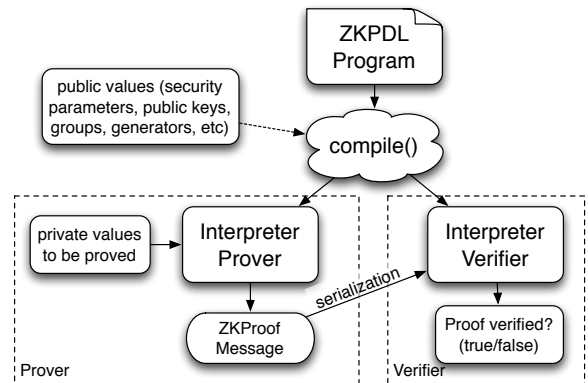 ZKPDL
Program
public values (security
parameters, public keys,
groups, generators, etc)
compile()
private values
to be proved
Interpreter
Prover
Interpreter
Verifier
serialization
ZKProof
Message
Proof verified?
(true/false)
Prover
Verifier